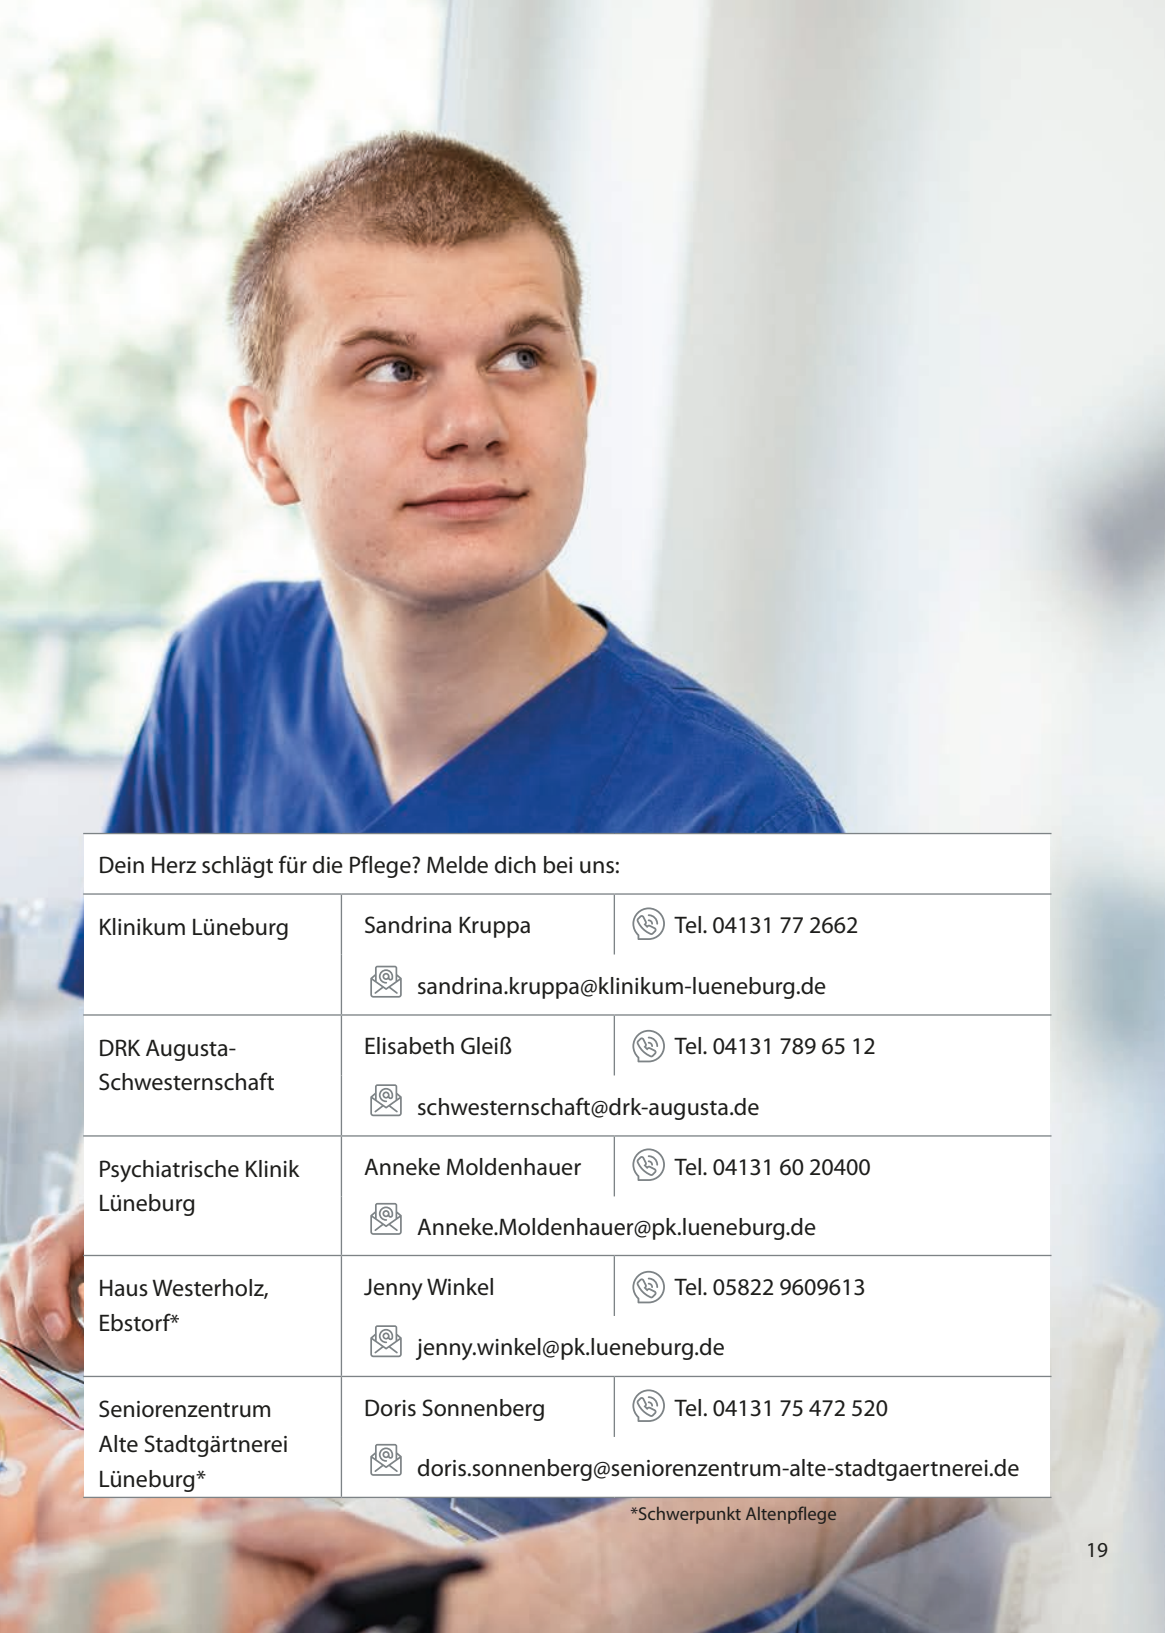 Dein Herz schlägt für die Pflege? Melde dich bei uns:
Klinikum Lüneburg
Sandrina Kruppa
Tel. 04131 77 2662
sandrina.kruppa@klinikum-lueneburg.de
DRK Augusta-
Schwesternschaft
Elisabeth Gleiß
Tel. 04131 789 65 12
schwesternschaft@drk-augusta.de
Psychiatrische Klinik
Lüneburg
Anneke Moldenhauer
Tel. 04131 60 20400
Anneke.Moldenhauer@pk.lueneburg.de
Haus Westerholz,
Ebstorf*
Jenny Winkel
Tel. 05822 9609613
jenny.winkel@pk.lueneburg.de
Seniorenzentrum
Alte Stadtgärtnerei
Lüneburg*
Doris Sonnenberg
Tel. 04131 75 472 520
doris.sonnenberg@seniorenzentrum-alte-stadtgaertnerei.de
*Schwerpunkt Altenpflege
19